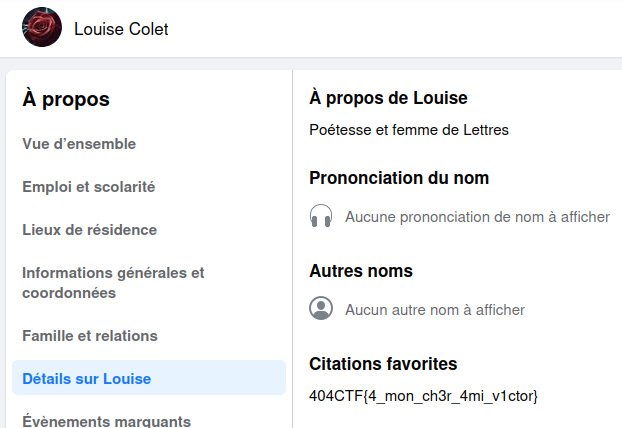 Louise Colet
À propos
Vue d’ensemble
Emploi et scolarité
Lieux de résidence
Informations générales et
coordonnées
Famille et relations
Détails sur Louise
Évènements marquants
À propos de Louise
Poétesse et femme de Lettres
Prononciation du nom
Aucune prononciation de nom à afficher
Autres noms
Aucun autre nom à afficher
Citations favorites
404CTF{4_mon_ch3r_4mi_v1ctor}